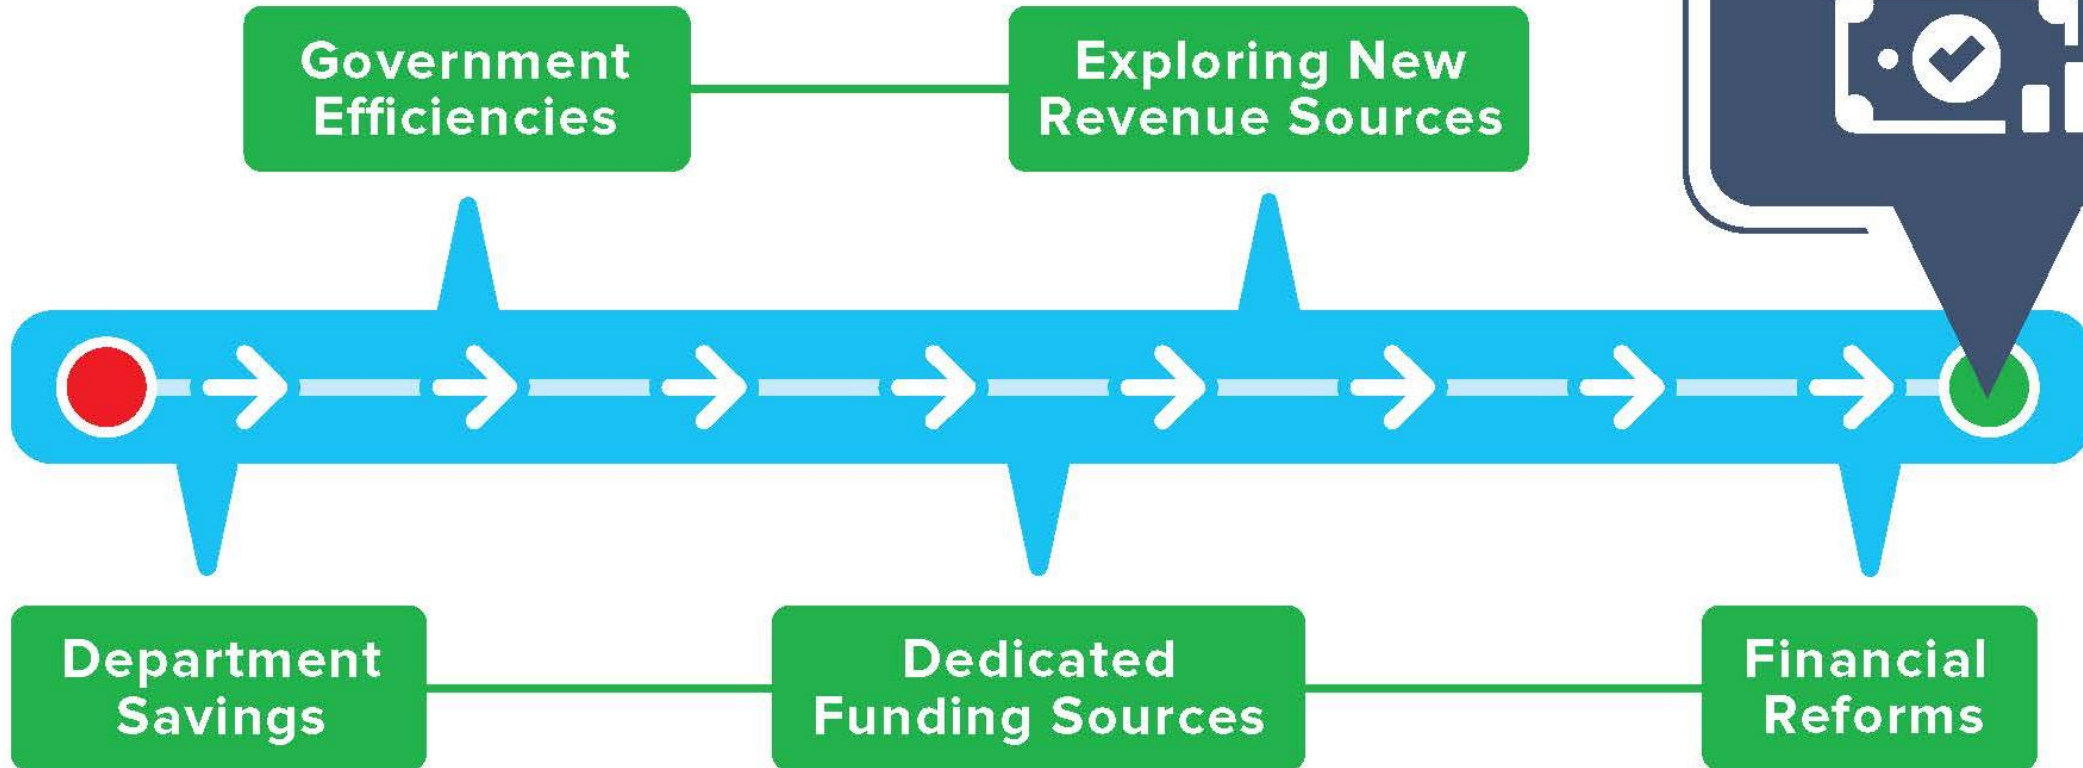 Government
Efficiencies
Exploring New
Revenue Sources
Department
Savings
Dedicated
Funding Sources
Financial
Reforms